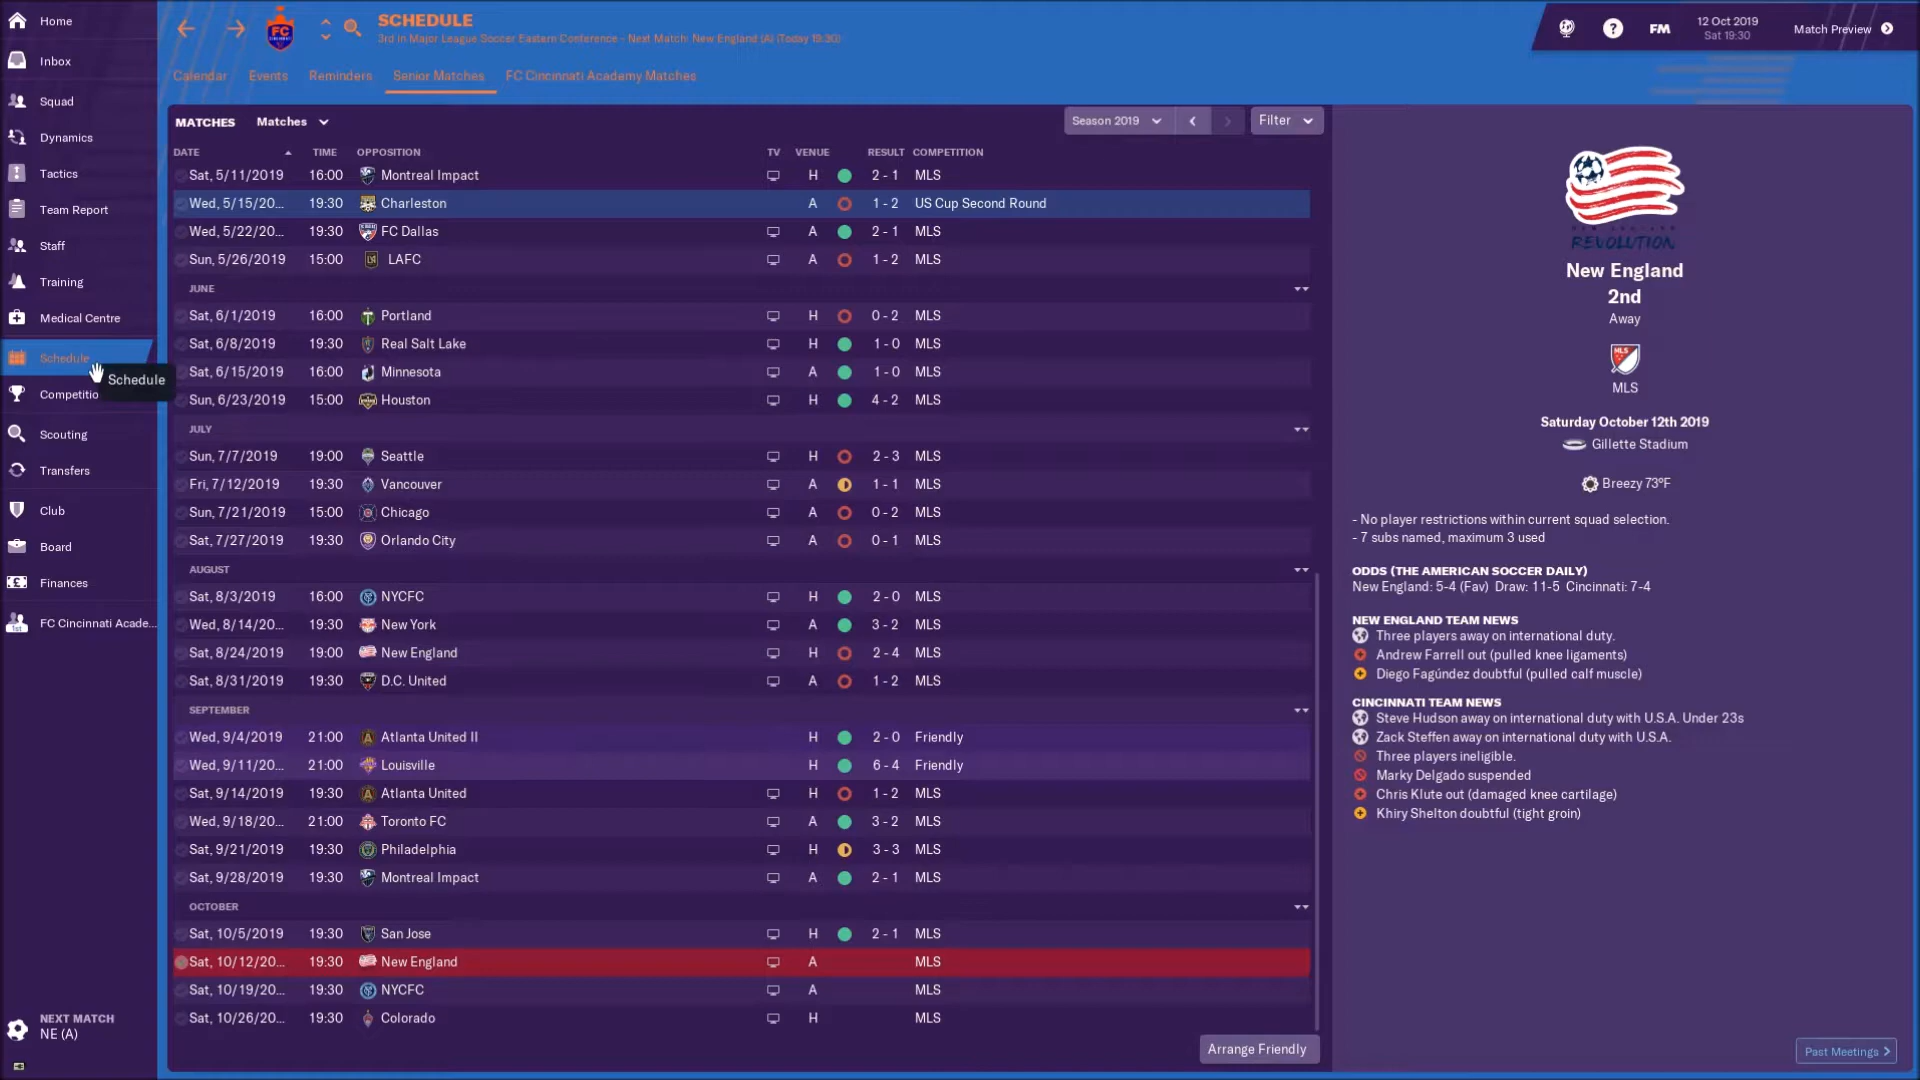 Home
Inbox
Squad
Dynamics
Tactics
Team Report
Staff
Training
Medical Centre
Schedule
Schedule
Competitio
Scouting
Transfers
Club
Board
Finances
1st
FC Cincinnati Acade...
NEXT MATCH
NE (A)
FC
SCHEDULE
3rd in Major League Soccer Eastern Conference - Next Match: New England (A) (Today 19:30)
?
FM
12 Oct 2019
Sat 19:30
Match Preview
Calendar
Events
Reminders
Senior Matches
FC Cincinnati Academy Matches
MATCHES
Matches
Season 2019
Filter
DATE TIME OPPOSITION TV VENUE RESULT COMPETITION
Sat, 5/11/2019 16:00 Montreal Impact H 2 - 1 MLS
Wed, 5/15/20... 19:30 Charleston A 1 - 2 US Cup Second Round
Wed, 5/22/20... 19:30 FC Dallas A 2 - 1 MLS
Sun, 5/26/2019 15:00 LAFC A 1 - 2 MLS
JUNE
Sat, 6/1/2019 16:00 Portland H 0 - 2 MLS
Sat, 6/8/2019 19:30 Real Salt Lake H 1 - 0 MLS
Sat, 6/15/2019 16:00 Minnesota A 1 - 0 MLS
Sun, 6/23/2019 15:00 Houston H 4 - 2 MLS
JULY
Sun, 7/7/2019 19:00 Seattle H 2 - 3 MLS
Fri, 7/12/2019 19:30 Vancouver A 1 - 1 MLS
Sun, 7/21/2019 15:00 Chicago A 0 - 2 MLS
Sat, 7/27/2019 19:30 Orlando City A 0 - 1 MLS
AUGUST
Sat, 8/3/2019 16:00 NYCFC H 2 - 0 MLS
Wed, 8/14/20... 19:30 New York A 3 - 2 MLS
Sat, 8/24/2019 19:00 New England H 2 - 4 MLS
Sat, 8/31/2019 19:30 D.C. United A 1 - 2 MLS
SEPTEMBER
Wed, 9/4/2019 21:00 Atlanta United II H 2 - 0 Friendly
Wed, 9/11/20... 21:00 Louisville H 6 - 4 Friendly
Sat, 9/14/2019 19:30 Atlanta United H 1 - 2 MLS
Wed, 9/18/20... 21:00 Toronto FC A 3 - 2 MLS
Sat, 9/21/2019 19:30 Philadelphia H 3 - 3 MLS
Sat, 9/28/2019 19:30 Montreal Impact A 2 - 1 MLS
OCTOBER
Sat, 10/5/2019 19:30 San Jose H 2 - 1 MLS
Sat, 10/12/20... 19:30 New England A MLS
Sat, 10/19/20... 19:30 NYCFC A MLS
Sat, 10/26/20... 19:30 Colorado H MLS
Arrange Friendly
NEW ENGLAND
REVOLUTION
New England
2nd
Away
MLS
MLS
Saturday October 12th 2019
Gillette Stadium
Breezy 73ºF
- No player restrictions within current squad selection.
- 7 subs named, maximum 3 used
ODDS (THE AMERICAN SOCCER DAILY)
New England: 5-4 (Fav) Draw: 11-5 Cincinnati: 7-4
NEW ENGLAND TEAM NEWS
Three players away on international duty.
Andrew Farrell out (pulled knee ligaments)
Diego Fagúndez doubtful (pulled calf muscle)
CINCINNATI TEAM NEWS
Steve Hudson away on international duty with U.S.A. Under 23s
Zack Steffen away on international duty with U.S.A.
Three players ineligible.
Marky Delgado suspended
Chris Klute out (damaged knee cartilage)
Khiry Shelton doubtful (tight groin)
Past Meetings